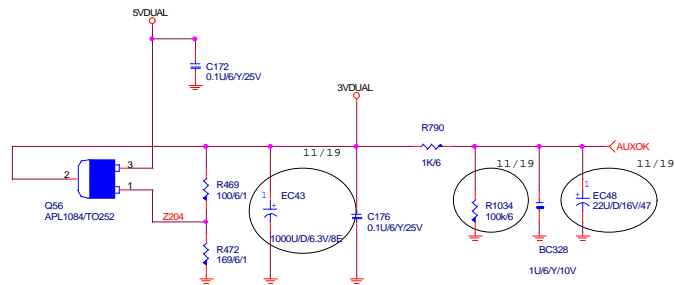 5VDUAL
C172
0.1U/6/Y/25V
3VDUAL
R790
1K/6
11/19
11/19
AUXOK
11/19
2
3
1
Q56
APL1084/TO252
Z204
R469
100/6/1
R472
169/6/1
1
EC43
+
1000U/D/6.3V/8E
C176
0.1U/6/Y/25V
R1034
100k/6
BC328
1U/6/Y/10V
1
EC48
+
22U/D/16V/47